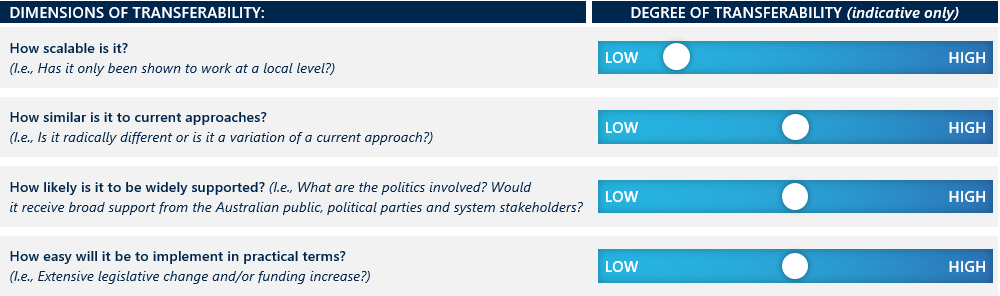 DIMENSIONS OF TRANSFERABILITY:
DEGREE OF TRANSFERABILITY (indicative only)
How scalable is it?
(I.e., Has it only been shown to work at a local level?)
LOW
HIGH
How similar is it to current approaches?
(I.e., Is it radically different or is it a variation of a current approach?)
LOW
HIGH
How likely is it to be widely supported? (I.e., What are the politics involved? Would
it receive broad support from the Australian public, political parties and system stakeholders?
LOW
HIGH
How easy will it be to implement in practical terms?
(I.e., Extensive legislative change and/or funding increase?)
LOW
HIGH